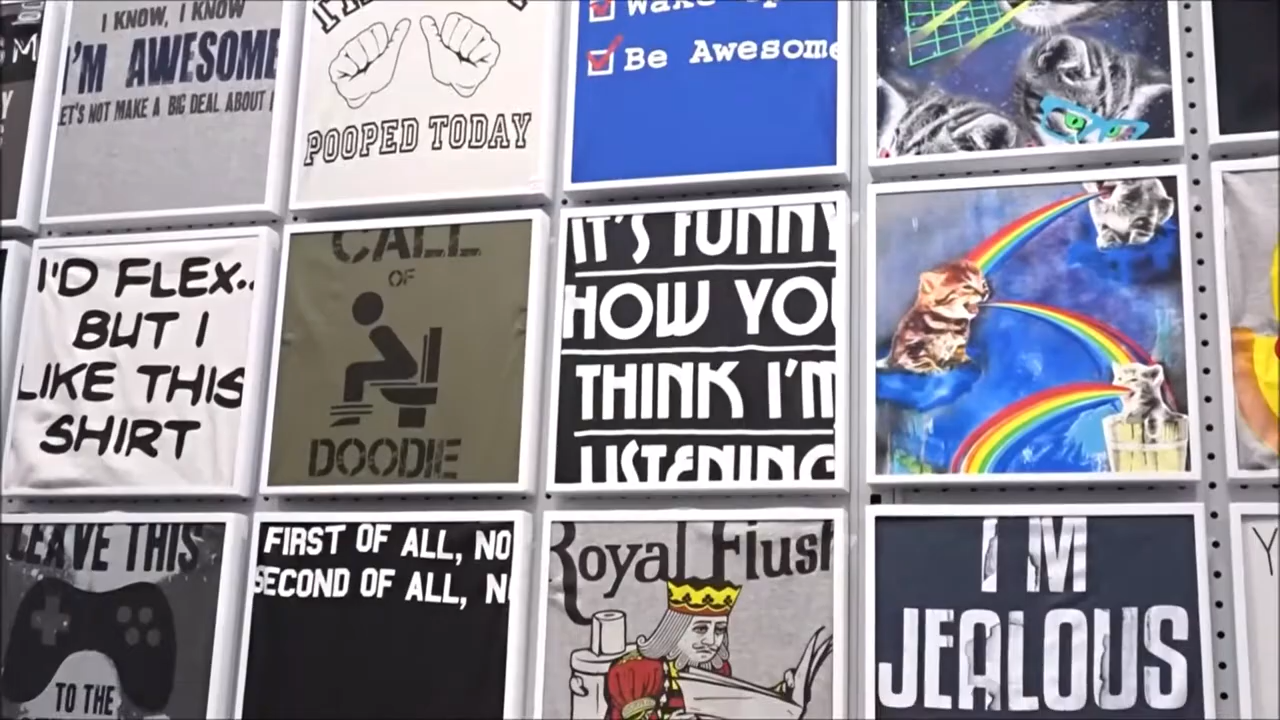 I KNOW, I KNOW
I'M AWESOME
LET'S NOT MAKE A BIG DEAL ABOUT
POOPED TODAY
Wake Up
Be Awesome
I'D FLEX..
BUT I
LIKE THIS
SHIRT
CALL
OF
DOODIE
IT'S FUNNY
HOW YOU
THINK I'M
LISTENING
LEAVE THIS
TO THE
FIRST OF ALL, NO
SECOND OF ALL, N
Royal Flush
I M
JEALOUS
Y